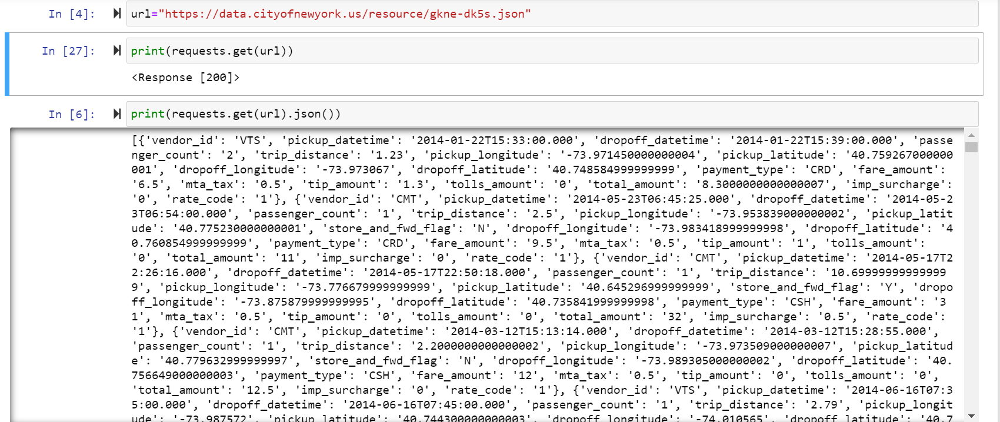 In [4]: url="https://data.cityofnewyork.us/resource/gkne-dk5s.json"
In [27]: print(requests.get(url))
<Response [200]>
In [6]: print(requests.get(url).json())
[{'vendor_id': 'VTS', 'pickup_datetime': '2014-01-22T15:33:00.000', 'dropoff_datetime': '2014-01-22T15:39:00.000', 'passe
nger_count': '2', 'trip_distance': '1.23', 'pickup_longitude': '-73.971450000000004', 'pickup_latitude': '40.759267000000
001', 'dropoff_longitude': '-73.973067', 'dropoff_latitude': '40.748584999999999', 'payment_type': 'CRD', 'fare_amount':
'6.5', 'mta_tax': '0.5', 'tip_amount': '1.3', 'tolls_amount': '0', 'total_amount': '8.3000000000000007', 'imp_surcharge':
'0', 'rate_code': '1'}, {'vendor_id': 'CMT', 'pickup_datetime': '2014-05-23T06:45:25.000', 'dropoff_datetime': '2014-05-2
3T06:54:00.000', 'passenger_count': '1', 'trip_distance': '2.5', 'pickup_longitude': '-73.953839000000002', 'pickup_latit
ude': '40.775230000000001', 'store_and_fwd_flag': 'N', 'dropoff_longitude': '-73.983418999999998', 'dropoff_latitude': '4
0.760854999999999', 'payment_type': 'CRD', 'fare_amount': '9.5', 'mta_tax': '0.5', 'tip_amount': '1', 'tolls_amount':
'0', 'total_amount': '11', 'imp_surcharge': '0', 'rate_code': '1'}, {'vendor_id': 'CMT', 'pickup_datetime': '2014-05-17T2
2:26:16.000', 'dropoff_datetime': '2014-05-17T22:50:18.000', 'passenger_count': '1', 'trip_distance': '10.69999999999999
9', 'pickup_longitude': '-73.776679999999999', 'pickup_latitude': '40.645296999999999', 'store_and_fwd_flag': 'Y', 'dropo
ff_longitude': '-73.875879999999995', 'dropoff_latitude': '40.735841999999998', 'payment_type': 'CSH', 'fare_amount': '3
1', 'mta_tax': '0.5', 'tip_amount': '0', 'tolls_amount': '0', 'total_amount': '32', 'imp_surcharge': '0.5', 'rate_code':
'1'}, {'vendor_id': 'CMT', 'pickup_datetime': '2014-03-12T15:13:14.000', 'dropoff_datetime': '2014-03-12T15:28:55.000',
'passenger_count': '1', 'trip_distance': '2.2000000000000002', 'pickup_longitude': '-73.973509000000007', 'pickup_latitud
e': '40.779632999999997', 'store_and_fwd_flag': 'N', 'dropoff_longitude': '-73.989305000000002', 'dropoff_latitude': '40.
756649000000003', 'payment_type': 'CSH', 'fare_amount': '12', 'mta_tax': '0.5', 'tip_amount': '0', 'tolls_amount': '0',
'total_amount': '12.5', 'imp_surcharge': '0', 'rate_code': '1'}, {'vendor_id': 'VTS', 'pickup_datetime': '2014-06-16T07:3
5:00.000', 'dropoff_datetime': '2014-06-16T07:45:00.000', 'passenger_count': '1', 'trip_distance': '2.79', 'pickup_longit
ude': '-73.987572', 'pickup_latitude': '40.744300000000003', 'dropoff_longitude': '-74.010565', 'dropoff_latitude': '40.7